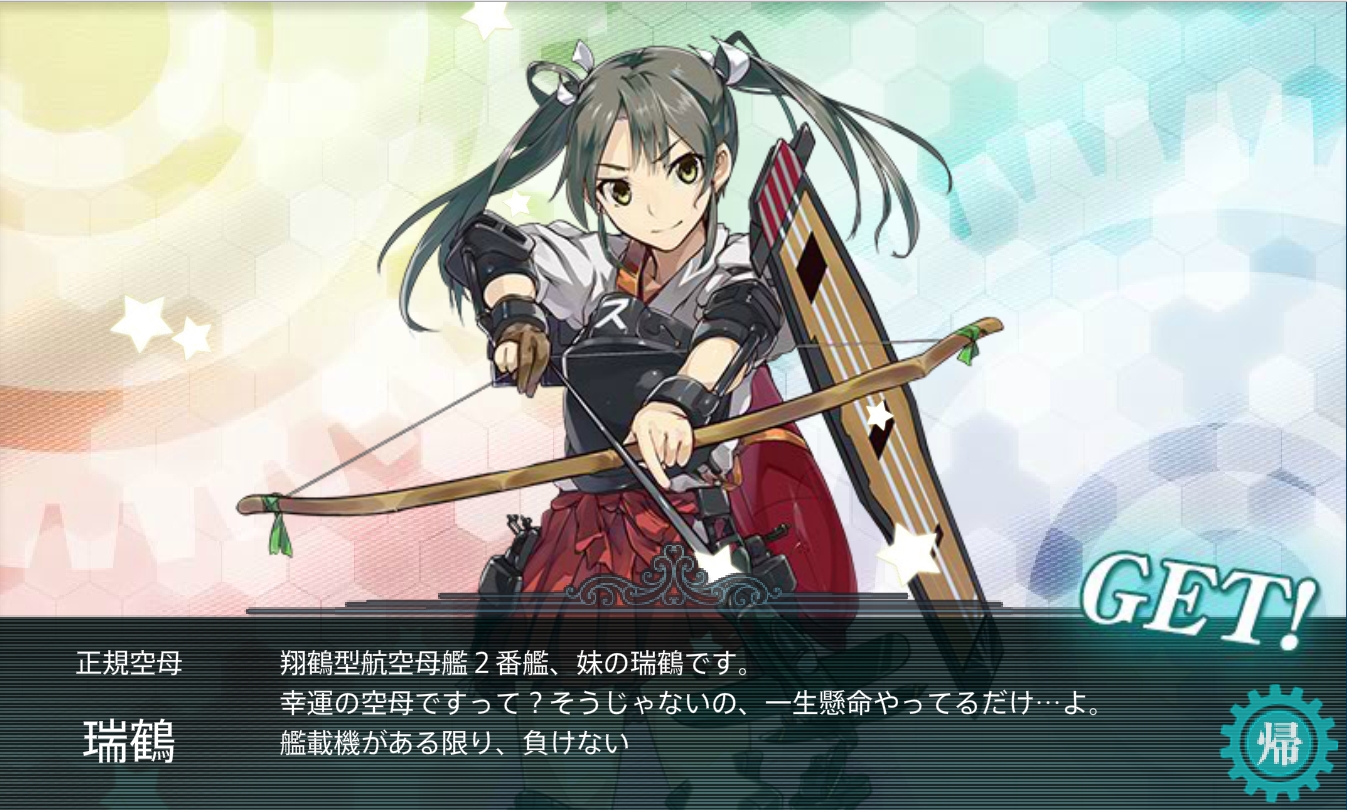 ス
GET!
正規空母
瑞鶴
翔鶴型航空母艦２番艦、妹の瑞鶴です。
幸運の空母ですって？そうじゃないの、一生懸命やってるだけ…よ。
艦載機がある限り、負けない
帰